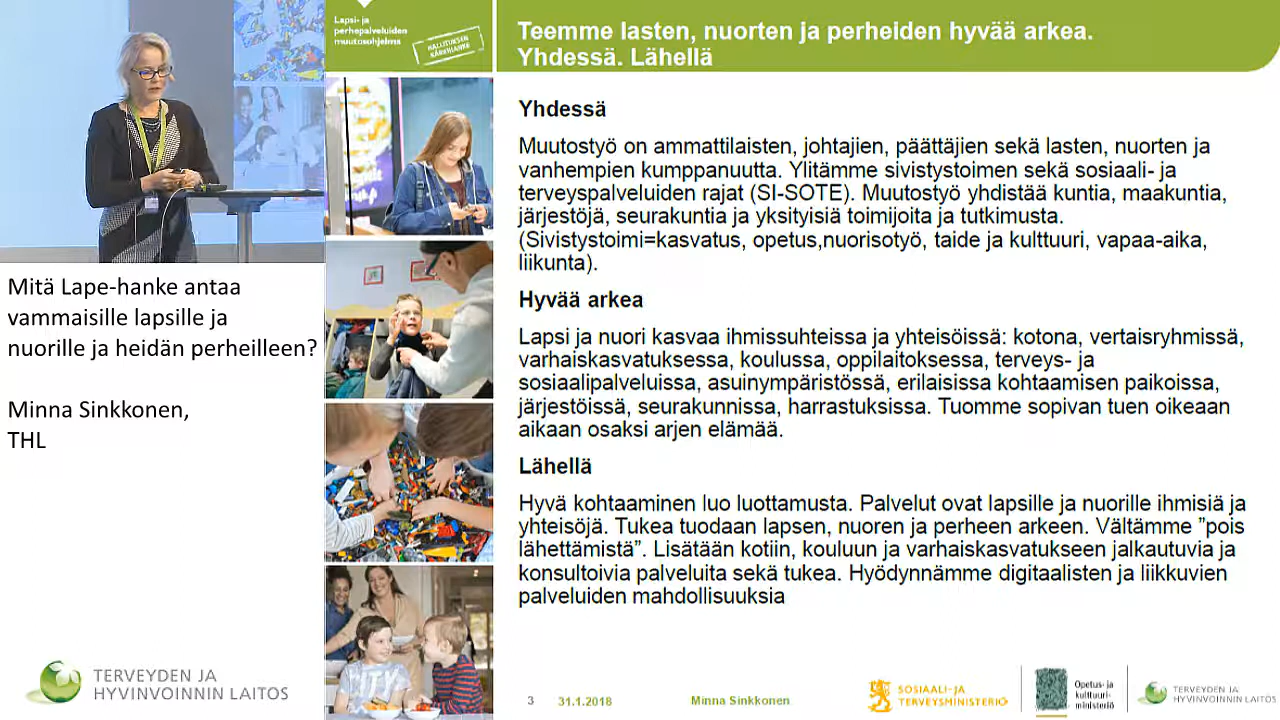 Lapsi- ja
perhepalveluiden
muutosohjelma
HALLITUKSEN
KÄRKIHANKE
Teemme lasten, nuorten ja perheiden hyvää arkea.
Yhdessä. Lähellä
Mitä Lape-hanke antaa
vammaisille lapsille ja
nuorille ja heidän perheilleen?
Minna Sinkkonen,
THL
TERVEYDEN JA
HYVINVOINNIN LAITOS
Yhdessä
Muutostyö on ammattilaisten, johtajien, päättäjien sekä lasten, nuorten ja
vanhempien kumppanuutta. Ylitämme sivistystoimen sekä sosiaali- ja
terveyspalveluiden rajat (SI-SOTE). Muutostyö yhdistää kuntia, maakuntia,
järjestöjä, seurakuntia ja yksityisiä toimijoita ja tutkimusta.
(Sivistystoimi=kasvatus, opetus,nuorisotyö, taide ja kulttuuri, vapaa-aika,
liikunta).
Hyvää arkea
Lapsi ja nuori kasvaa ihmissuhteissa ja yhteisöissä: kotona, vertaisryhmissä,
varhaiskasvatuksessa, koulussa, oppilaitoksessa, terveys- ja
sosiaalipalveluissa, asuinympäristössä, erilaisissa kohtaamisen paikoissa,
järjestöissä, seurakunnissa, harrastuksissa. Tuomme sopivan tuen oikeaan
aikaan osaksi arjen elämää.
Lähellä
Hyvä kohtaaminen luo luottamusta. Palvelut ovat lapsille ja nuorille ihmisiä ja
yhteisöjä. Tukea tuodaan lapsen, nuoren ja perheen arkeen. Vältämme ”pois
lähettämistä”. Lisätään kotiin, kouluun ja varhaiskasvatukseen jalkautuvia ja
konsultoivia palveluita sekä tukea. Hyödynnämme digitaalisten ja liikkuvien
palveluiden mahdollisuuksia
3
31.1.2018
Minna Sinkkonen
SOSIAALI- JA
TERVEYSMINISTERIÖ
Opetus- ja
kulttuuri-
ministeriö
TERVEYDEN JA
HYVINVOINNIN LAITOS